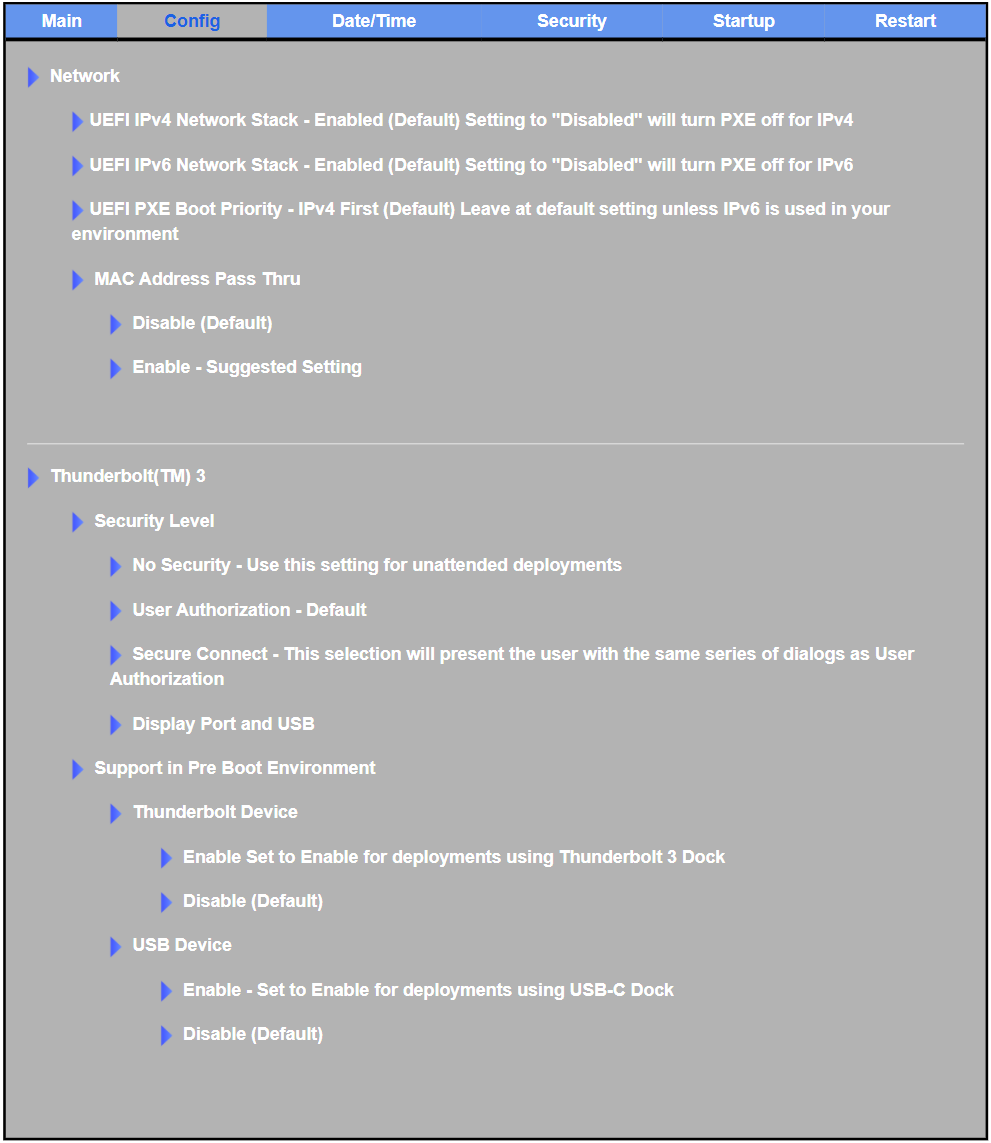 Main Config Date/Time Security Startup Restart
Network
UEFI IPv4 Network Stack - Enabled (Default) Setting to "Disabled" will turn PXE off for IPv4
UEFI IPv6 Network Stack - Enabled (Default) Setting to "Disabled" will turn PXE off for IPv6
UEFI PXE Boot Priority - IPv4 First (Default) Leave at default setting unless IPv6 is used in your
environment
MAC Address Pass Thru
Disable (Default)
Enable - Suggested Setting
Thunderbolt(TM) 3
Security Level
No Security - Use this setting for unattended deployments
User Authorization - Default
Secure Connect - This selection will present the user with the same series of dialogs as User
Authorization
Display Port and USB
Support in Pre Boot Environment
Thunderbolt Device
Enable Set to Enable for deployments using Thunderbolt 3 Dock
Disable (Default)
USB Device
Enable - Set to Enable for deployments using USB-C Dock
Disable (Default)